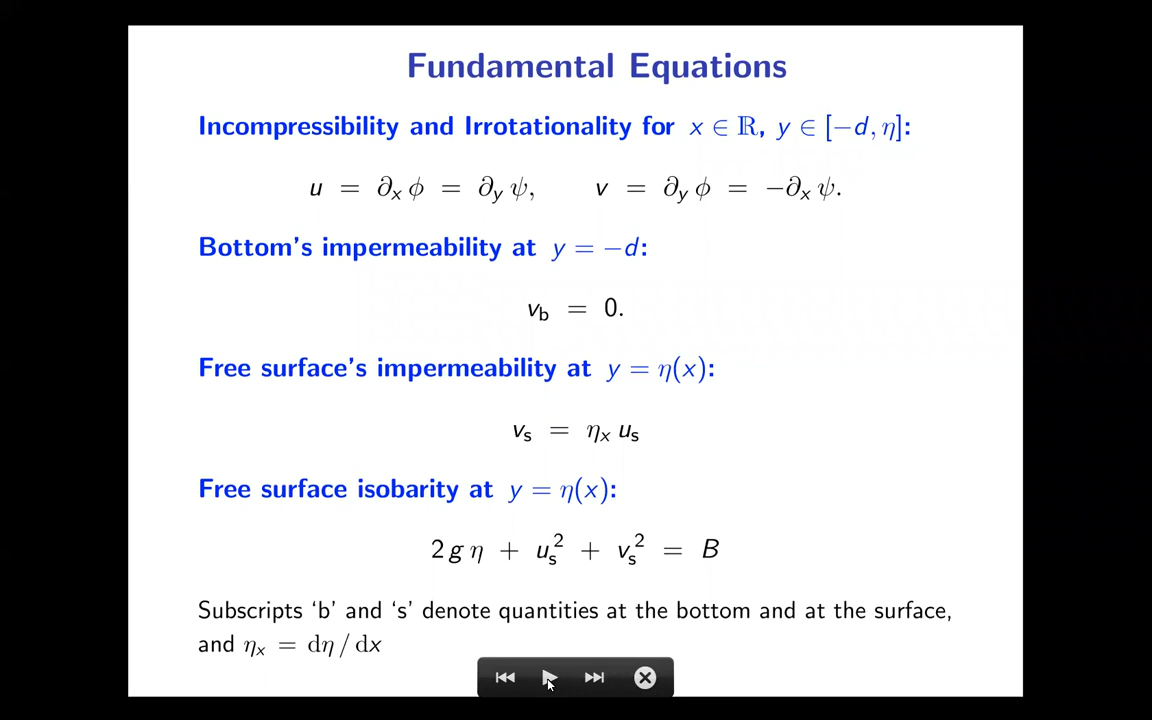 Fundamental Equations
Incompressibility and Irrotationality for x ∈ ℝ, y ∈ [−d, η]:
u = ∂ₓ ϕ = ∂_y ψ, v = ∂_y ϕ = −∂ₓ ψ.
Bottom's impermeability at y = −d:
v_b = 0.
Free surface's impermeability at y = η(x):
v_s = ηₓ u_s
Free surface isobarity at y = η(x):
2 g η + u_s² + v_s² = B
Subscripts ‘b’ and ‘s’ denote quantities at the bottom and at the surface,
and ηₓ = dη / dx